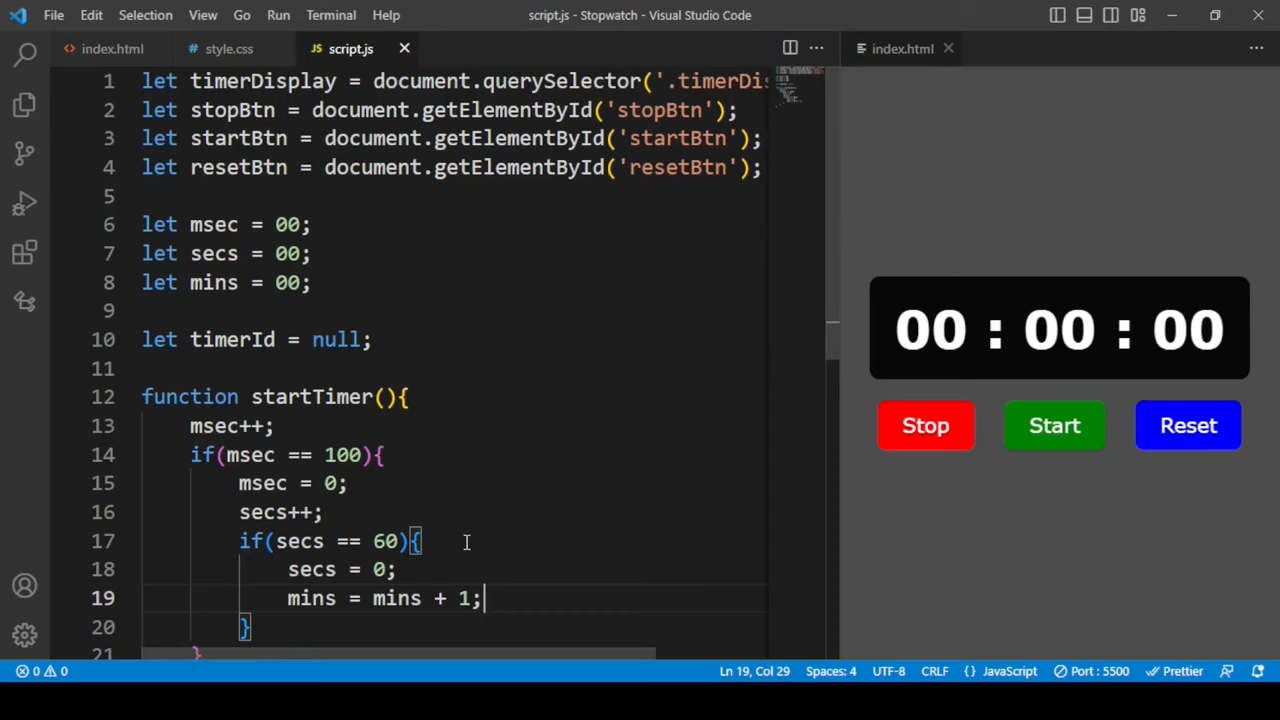 File Edit Selection View Go Run Terminal Help script.js - Stopwatch - Visual Studio Code
index.html style.css JS script.js index.html
1 let timerDisplay = document.querySelector('.timerDis
2 let stopBtn = document.getElementById('stopBtn');
3 let startBtn = document.getElementById('startBtn');
4 let resetBtn = document.getElementById('resetBtn');
5
6 let msec = 00;
7 let secs = 00;
8 let mins = 00;
9
10 let timerId = null;
11
12 function startTimer(){
13 msec++;
14 if(msec == 100){
15 msec = 0;
16 secs++;
17 if(secs == 60){
18 secs = 0;
19 mins = mins + 1;
20 }
21 }
00 : 00 : 00
Stop Start Reset
0 0 Ln 19, Col 29 Spaces: 4 UTF-8 CRLF {} JavaScript Port : 5500 Prettier